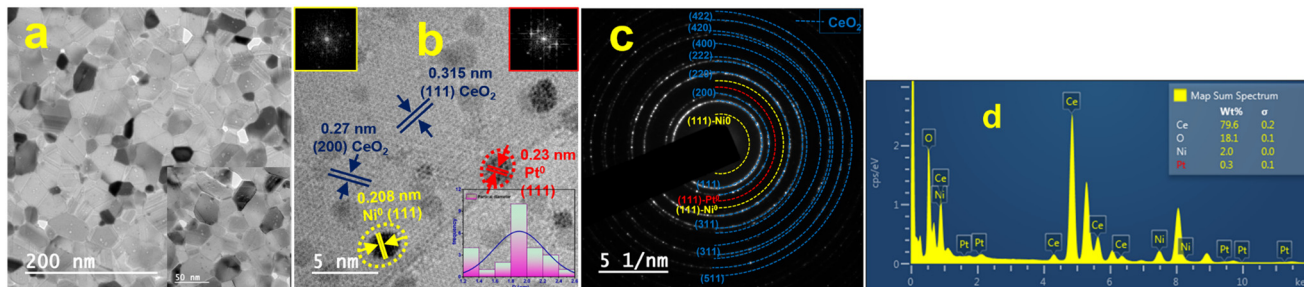 a
200 nm
50 nm
b
0.315 nm
(111) CeO₂
0.27 nm
(200) CeO₂
0.23 nm
Pt⁰
(111)
0.208 nm
Ni⁰ (111)
5 nm
c
CeO₂
(422)
(420)
(400)
(222)
(220)
(200)
(111)-Ni0
(111)
(111)-Pt⁰
(111)-Ni⁰
(311)
(311)
(511)
5 1/nm
d
Map Sum Spectrum
Wt% σ
Ce 79.6 0.2
O 18.1 0.1
Ni 2.0 0.0
Pt 0.3 0.1
cps/eV
2
1
0
O
Ce
Ni
Pt
Pt
Ce
Ce
Ce
Ce
Ni
Ni
Pt
Pt
Pt
0 2 4 6 8 10